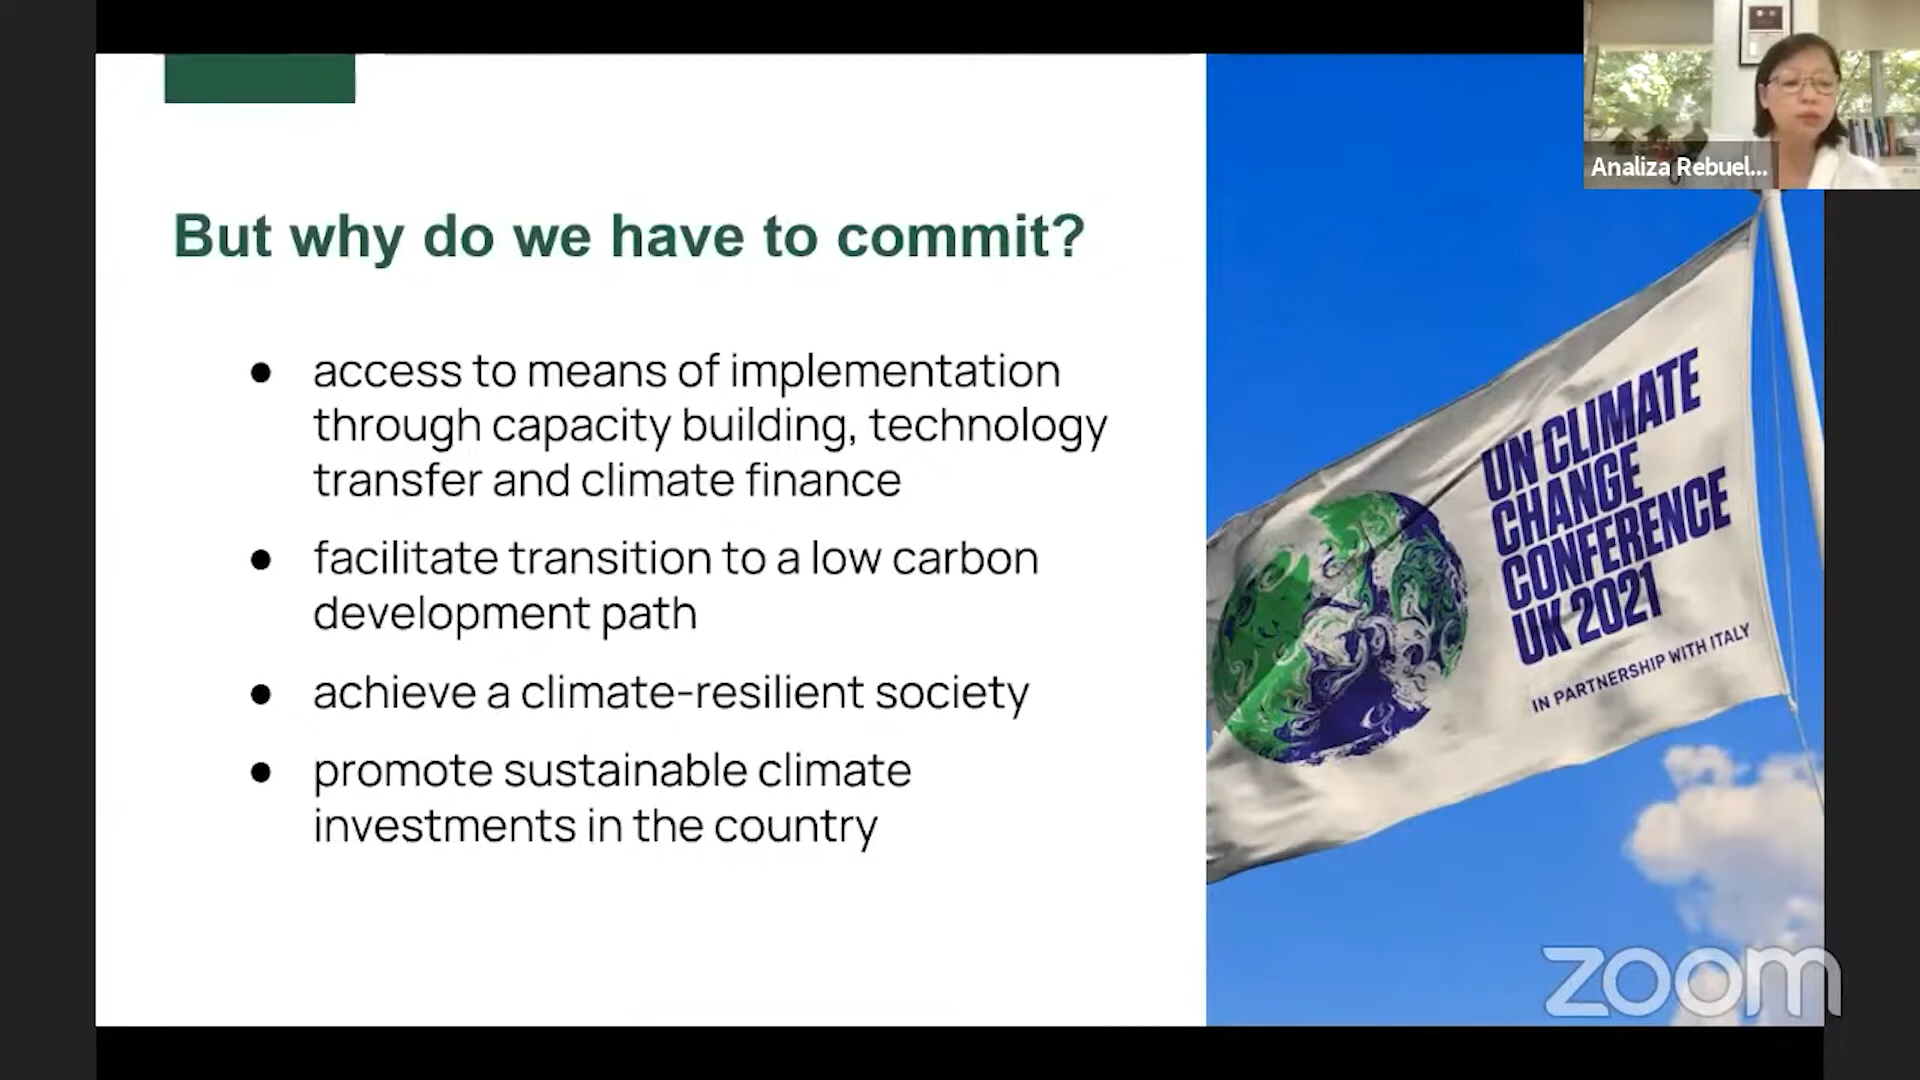 Analiza Rebuel...
But why do we have to commit?
● access to means of implementation
through capacity building, technology
transfer and climate finance
● facilitate transition to a low carbon
development path
● achieve a climate-resilient society
● promote sustainable climate
investments in the country
UN CLIMATE
CHANGE
CONFERENCE
UK 2021
IN PARTNERSHIP WITH ITALY
zoom